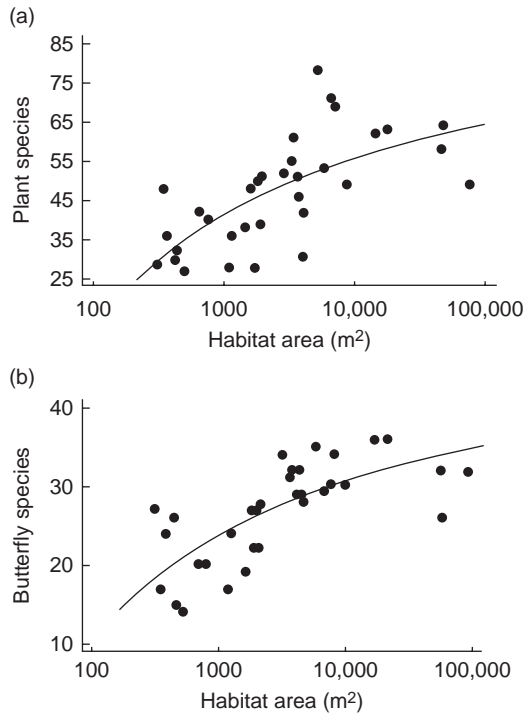 (a)
85
75
65
55
45
35
25
Plant species
100 1000 10,000 100,000
Habitat area (m2)
(b)
40
30
20
10
Butterfly species
100 1000 10,000 100,000
Habitat area (m2)